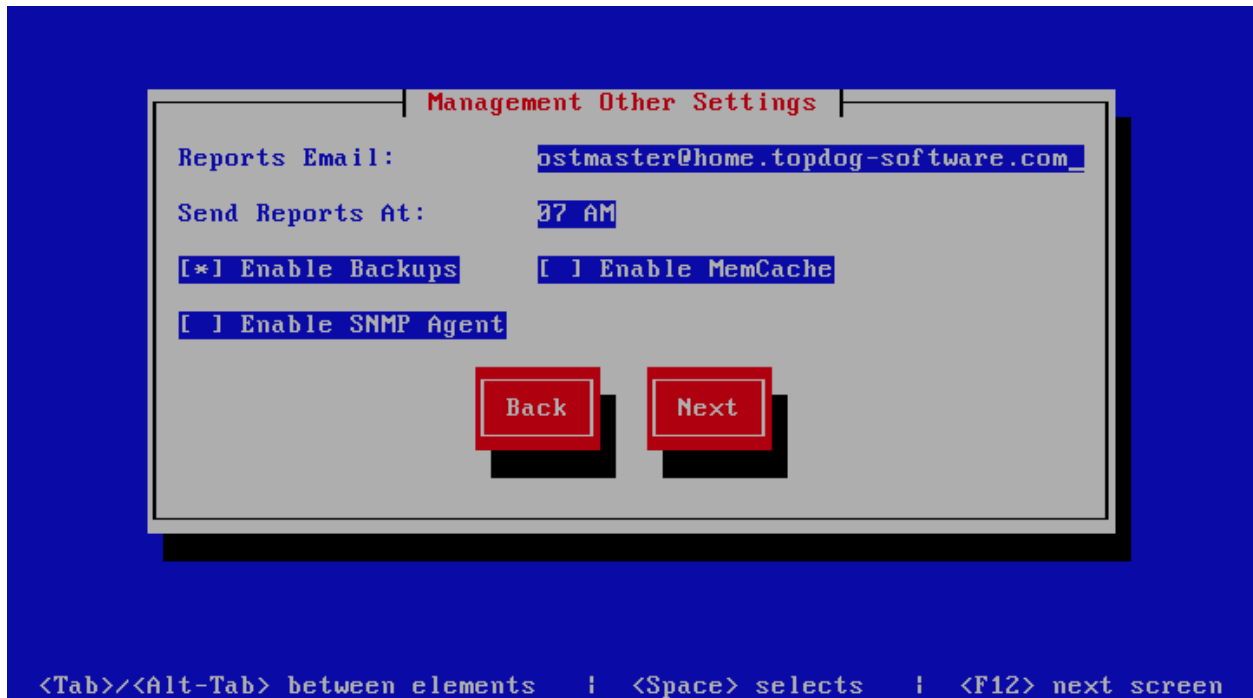 Management Other Settings
Reports Email: ostmaster@home.topdog-software.com_
Send Reports At: 07 AM
[*] Enable Backups [ ] Enable MemCache
[ ] Enable SNMP Agent
Back Next
<Tab>/<Alt-Tab> between elements | <Space> selects | <F12> next screen